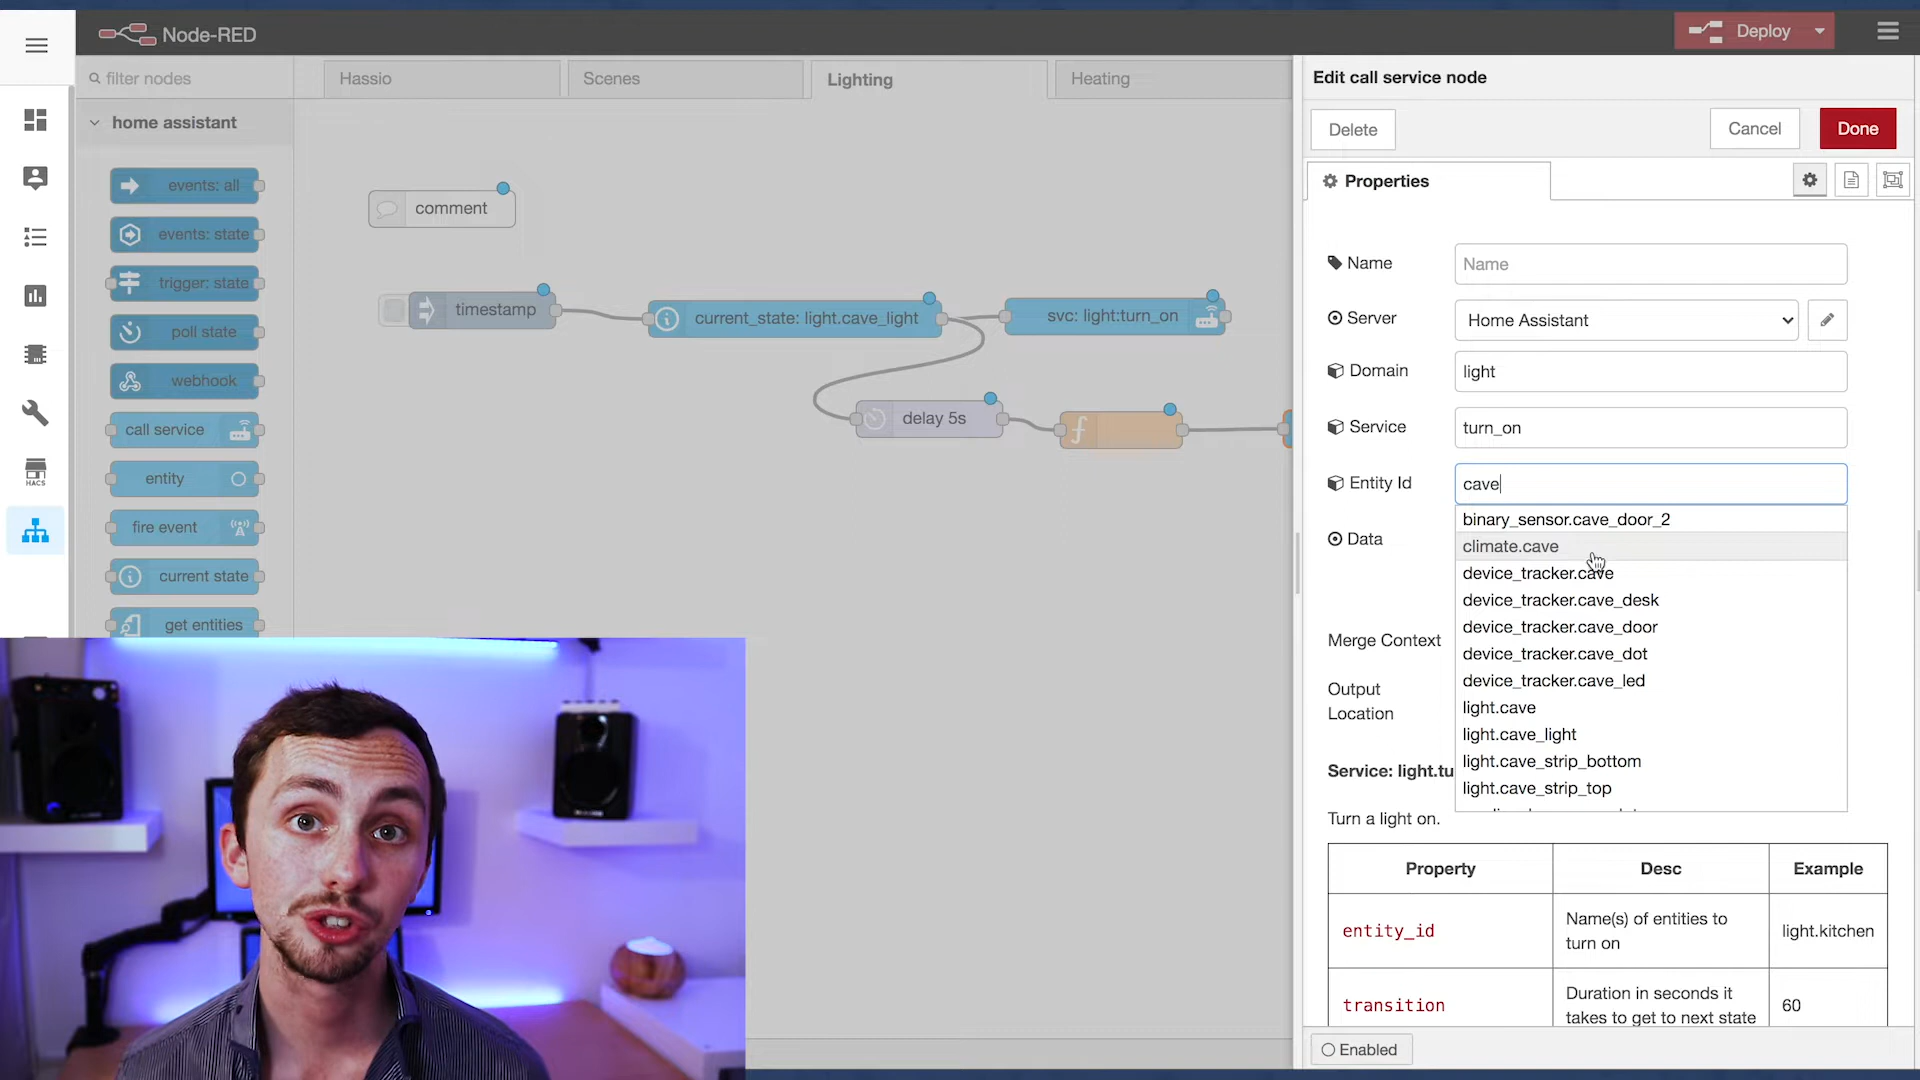 Node-RED
Deploy
filter nodes
Hassio
Scenes
Lighting
Heating
Edit call service node
home assistant
Delete
Cancel
Done
Properties
events: all
events: state
trigger: state
poll state
webhook
call service
entity
fire event
current state
get entities
HACS
comment
timestamp
current_state: light.cave_light
svc: light:turn_on
delay 5s
Name
Name
Server
Home Assistant
Domain
light
Service
turn_on
Entity Id
cave
Data
binary_sensor.cave_door_2
climate.cave
device_tracker.cave
device_tracker.cave_desk
device_tracker.cave_door
device_tracker.cave_dot
device_tracker.cave_led
light.cave
light.cave_light
light.cave_strip_bottom
light.cave_strip_top
Merge Context
Output
Location
Service: light.tu
Turn a light on.
Property
Desc
Example
entity_id
Name(s) of entities to
turn on
light.kitchen
transition
Duration in seconds it
takes to get to next state
60
Enabled